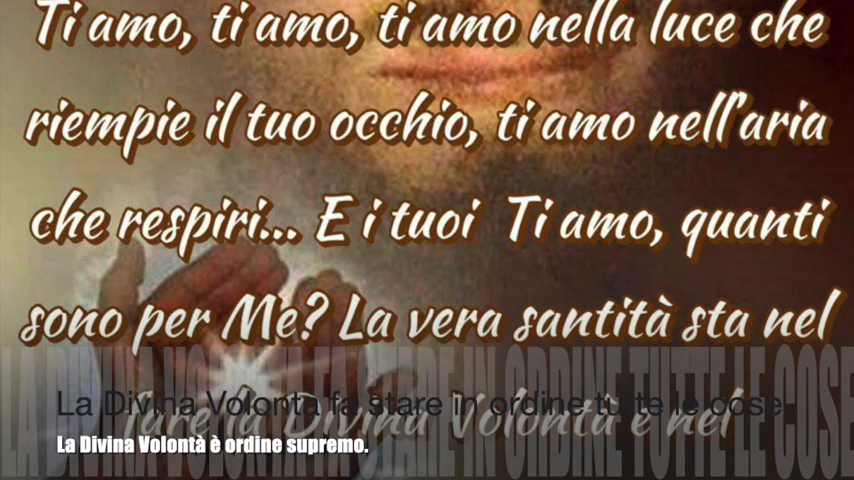 Ti amo, ti amo, ti amo nella luce che
riempie il tuo occhio, ti amo nell'aria
che respiri... E i tuoi Ti amo, quanti
sono per Me? La vera santità sta nel
fare la Divina Volontà e nel
LA DIVINA VOLONTÀ FA STARE IN ORDINE TUTTE LE COSE
La Divina Volontà fa stare in ordine tutte le cose
La Divina Volontà è ordine supremo.